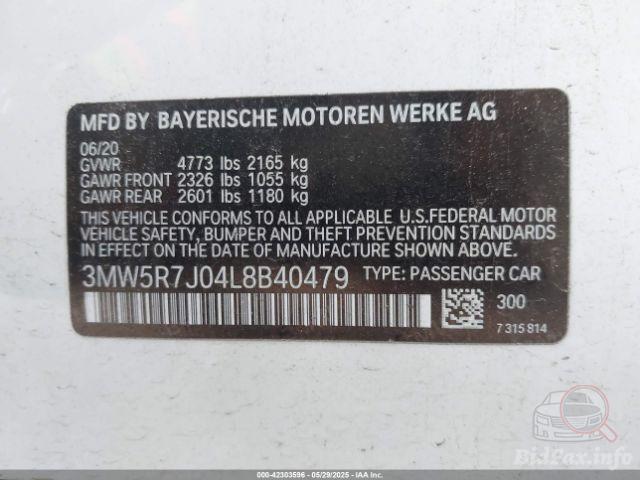 MFD BY BAYERISCHE MOTOREN WERKE AG
06/20
GVWR 4773 lbs 2165 kg
GAWR FRONT 2326 lbs 1055 kg
GAWR REAR 2601 lbs 1180 kg
THIS VEHICLE CONFORMS TO ALL APPLICABLE U.S.FEDERAL MOTOR
VEHICLE SAFETY, BUMPER AND THEFT PREVENTION STANDARDS
IN EFFECT ON THE DATE OF MANUFACTURE SHOWN ABOVE.
3MW5R7J04L8B40479 TYPE: PASSENGER CAR
300
7 315 814
BidFax.info
000-42303596 - 05/29/2025 - IAAI.COM